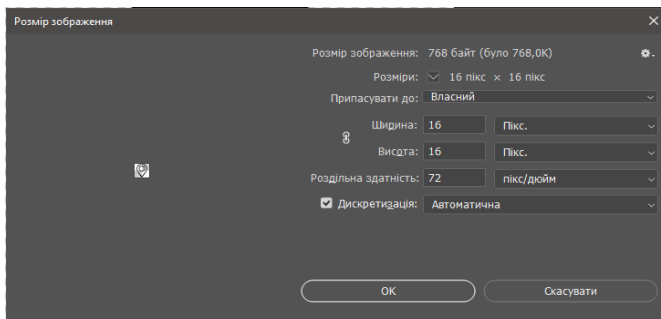 Розмір зображення
Розмір зображення: 768 байт (було 768,0K)
Розміри: 16 пікс × 16 пікс
Припасувати до: Власний
Ширина: 16 Пікс.
Висота: 16 Пікс.
Роздільна здатність: 72 пікс/дюйм
Дискретизація: Автоматична
OK Скасувати